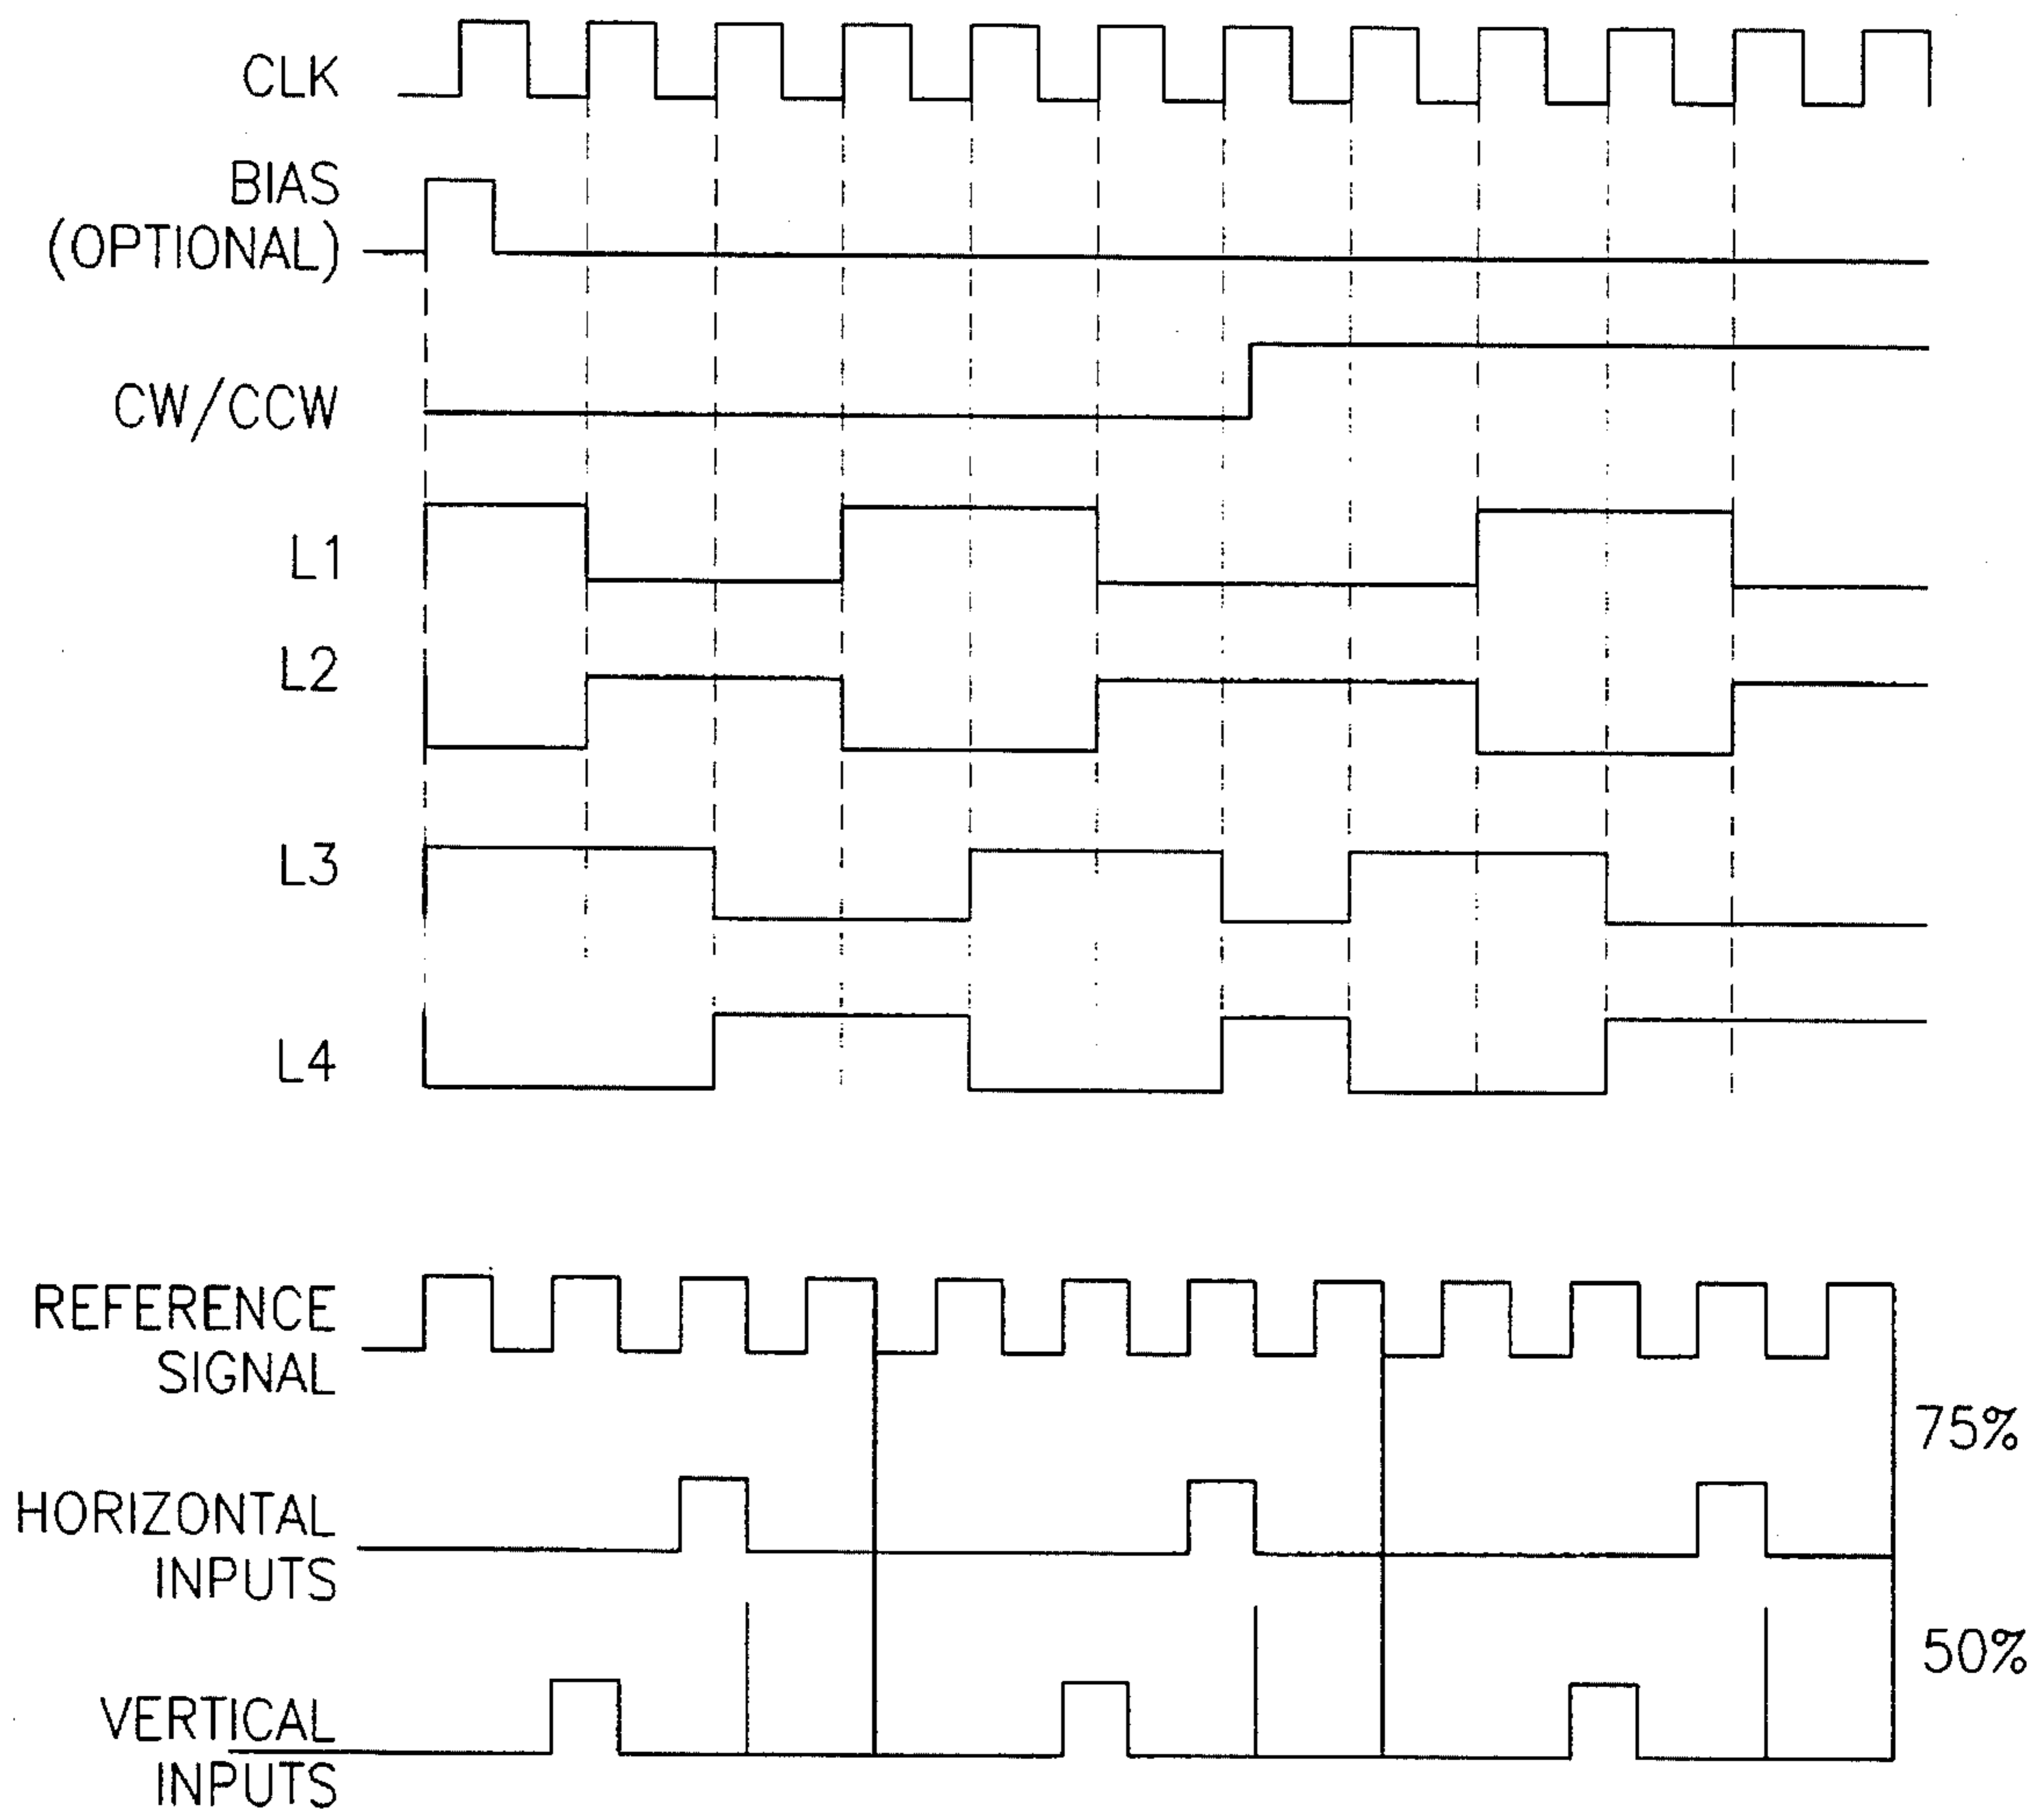 CLK
BIAS
(OPTIONAL)
CW/CCW
L1
L2
L3
L4
REFERENCE
SIGNAL
75%
HORIZONTAL
INPUTS
50%
VERTICAL
INPUTS